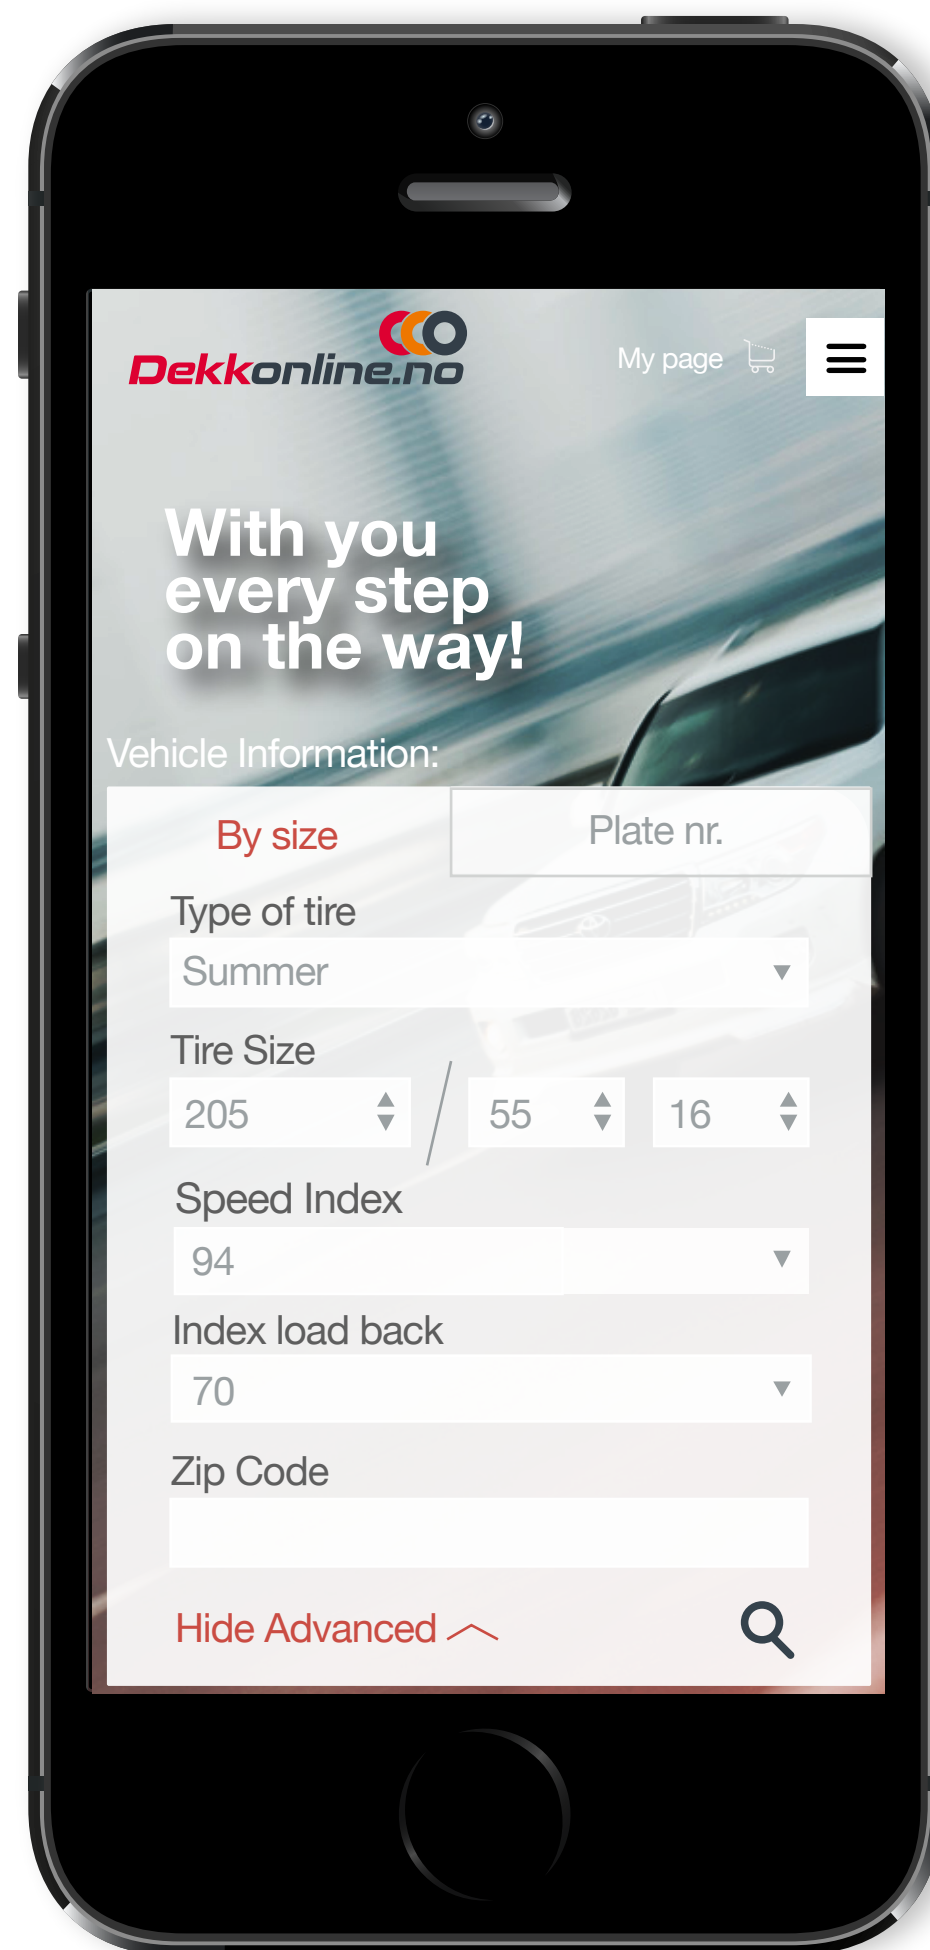 Dekkonline.no
My page
With you
every step
on the way!
Vehicle Information:
By size
Plate nr.
Type of tire
Summer
Tire Size
205 / 55 16
Speed Index
94
Index load back
70
Zip Code
Hide Advanced